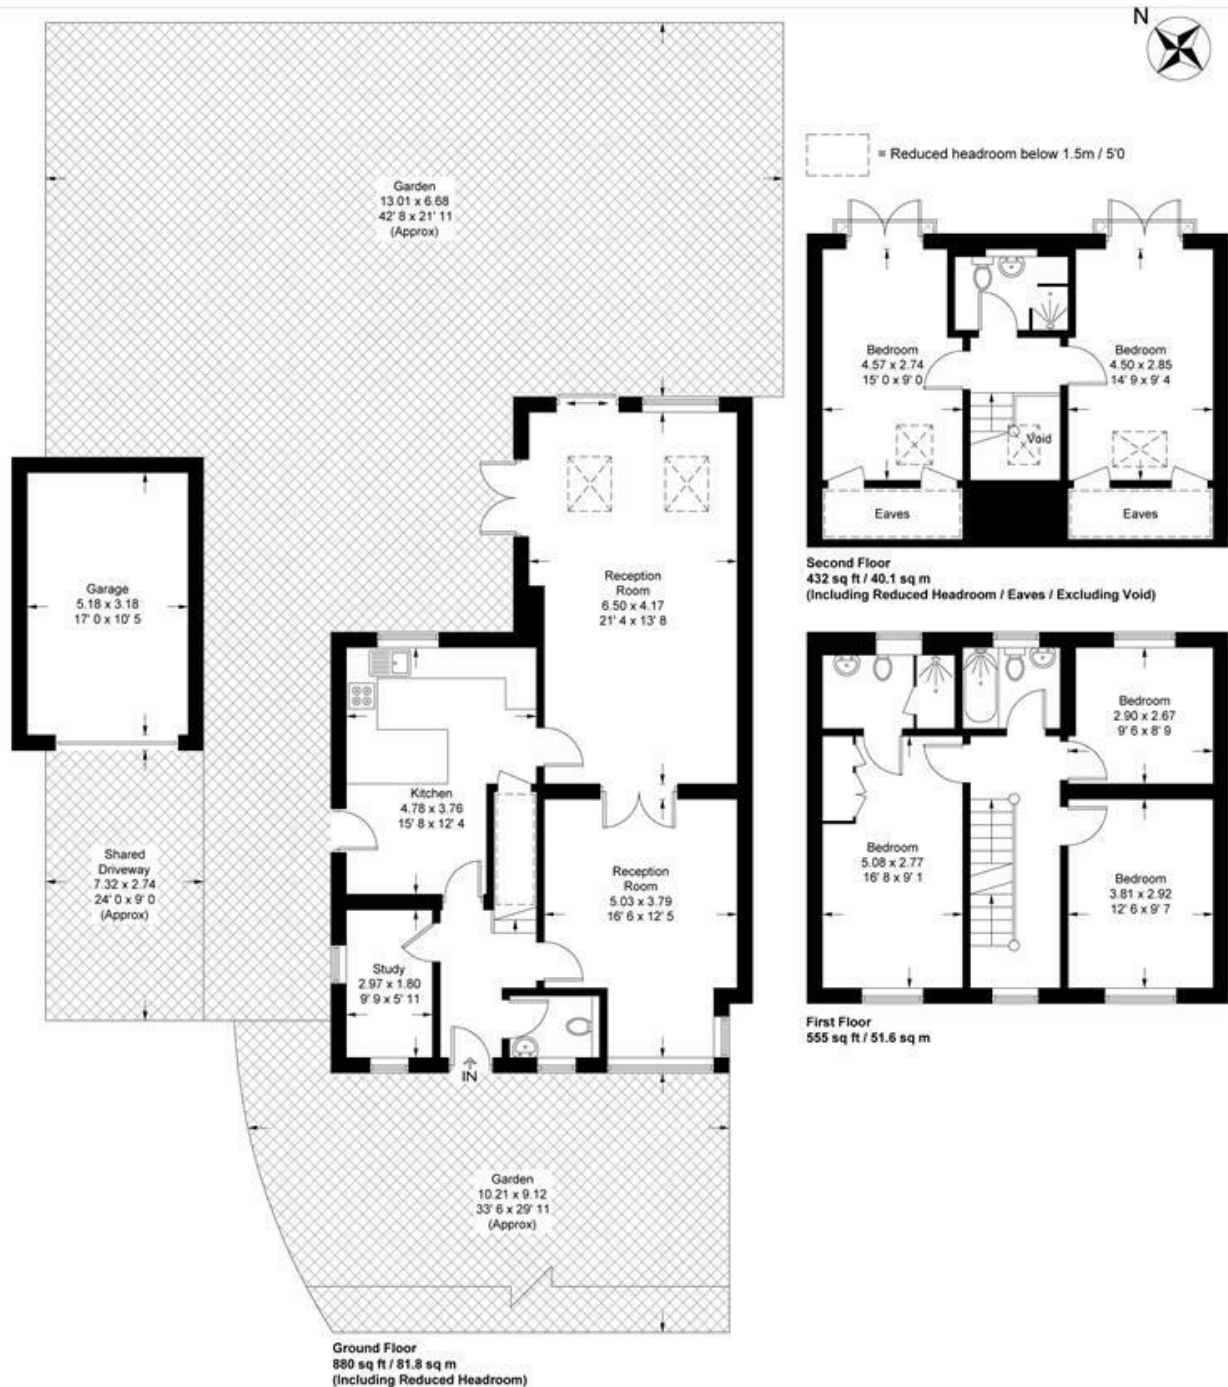 N
= Reduced headroom below 1.5m / 5'0
Garden
13.01 x 6.68
42' 8 x 21' 11
(Approx)
Bedroom
4.57 x 2.74
15' 0 x 9' 0
Bedroom
4.50 x 2.85
14' 9 x 9' 4
Void
Eaves
Eaves
Second Floor
432 sq ft / 40.1 sq m
(Including Reduced Headroom / Eaves / Excluding Void)
Garage
5.18 x 3.18
17' 0 x 10' 5
Reception
Room
6.50 x 4.17
21' 4 x 13' 8
Kitchen
4.78 x 3.76
15' 8 x 12' 4
Shared
Driveway
7.32 x 2.74
24' 0 x 9' 0
(Approx)
Reception
Room
5.03 x 3.79
16' 6 x 12' 5
Study
2.97 x 1.80
9' 9 x 5' 11
IN
Bedroom
2.90 x 2.67
9' 6 x 8' 9
Bedroom
5.08 x 2.77
16' 8 x 9' 1
Bedroom
3.81 x 2.92
12' 6 x 9' 7
First Floor
555 sq ft / 51.6 sq m
Garden
10.21 x 9.12
33' 6 x 29' 11
(Approx)
Ground Floor
880 sq ft / 81.8 sq m
(Including Reduced Headroom)